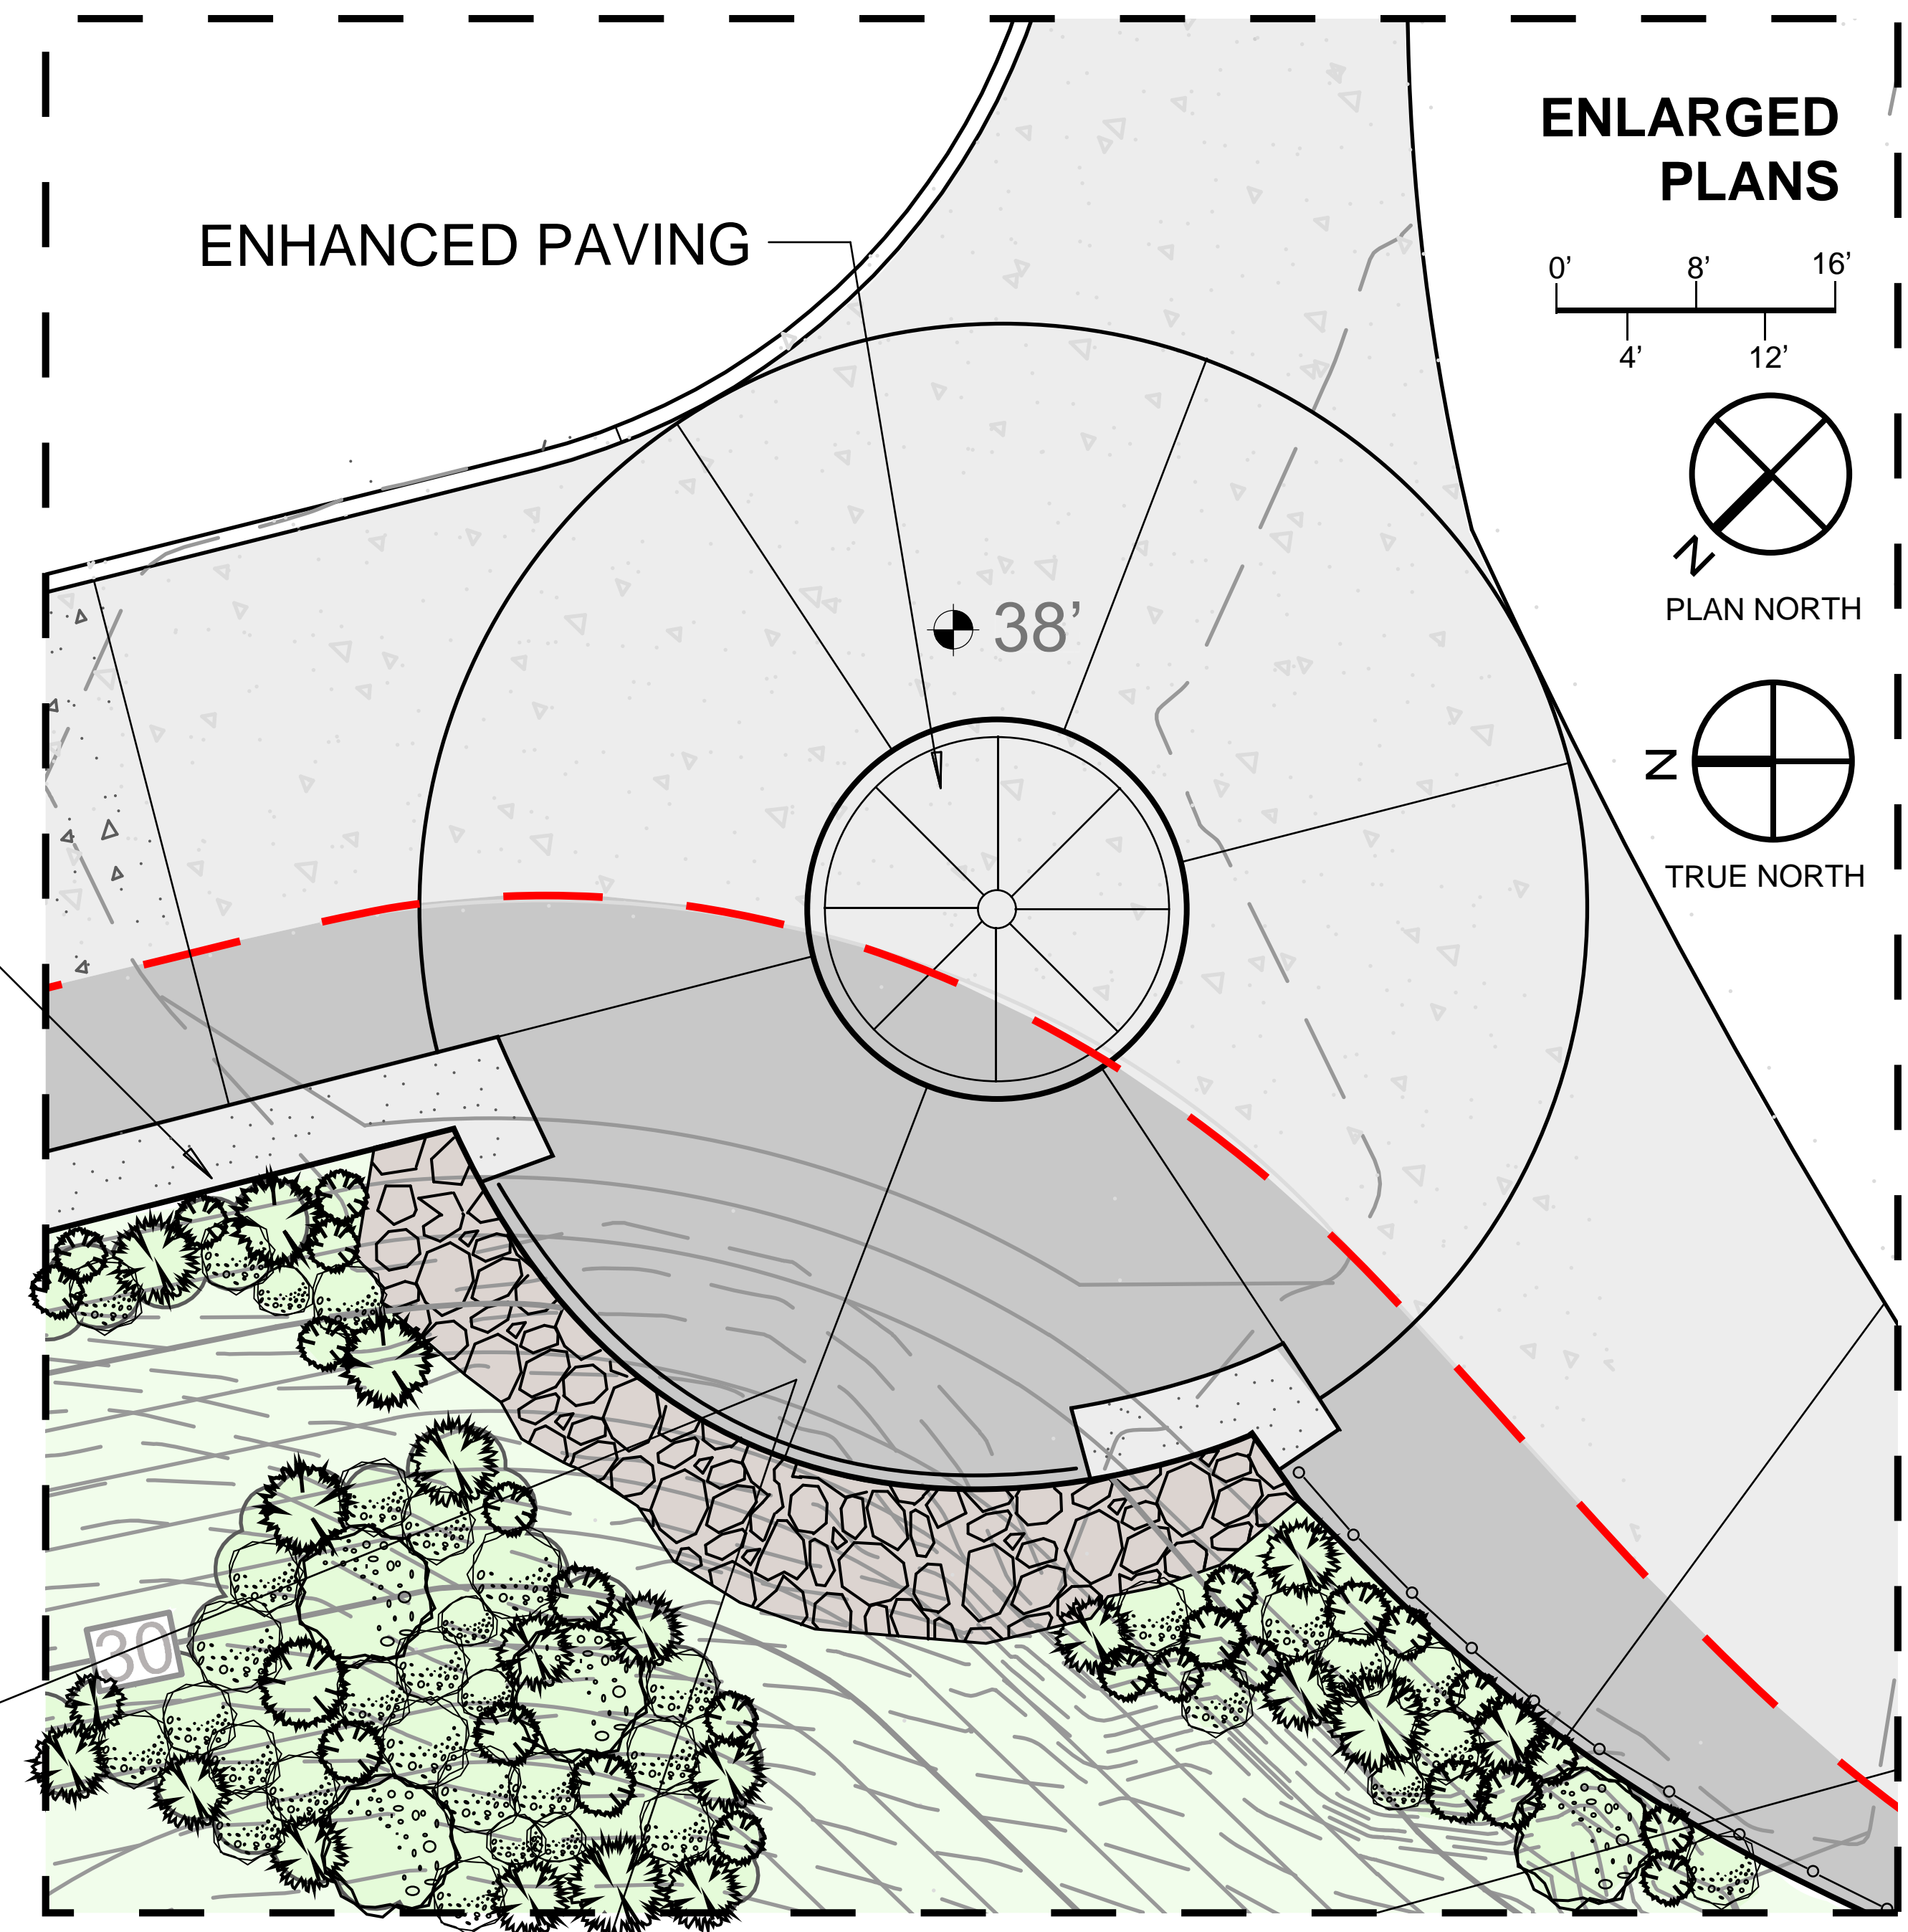 ENLARGED
PLANS
ENHANCED PAVING
0’ 8’ 16’
4’ 12’
N
PLAN NORTH
38’
N
TRUE NORTH
30